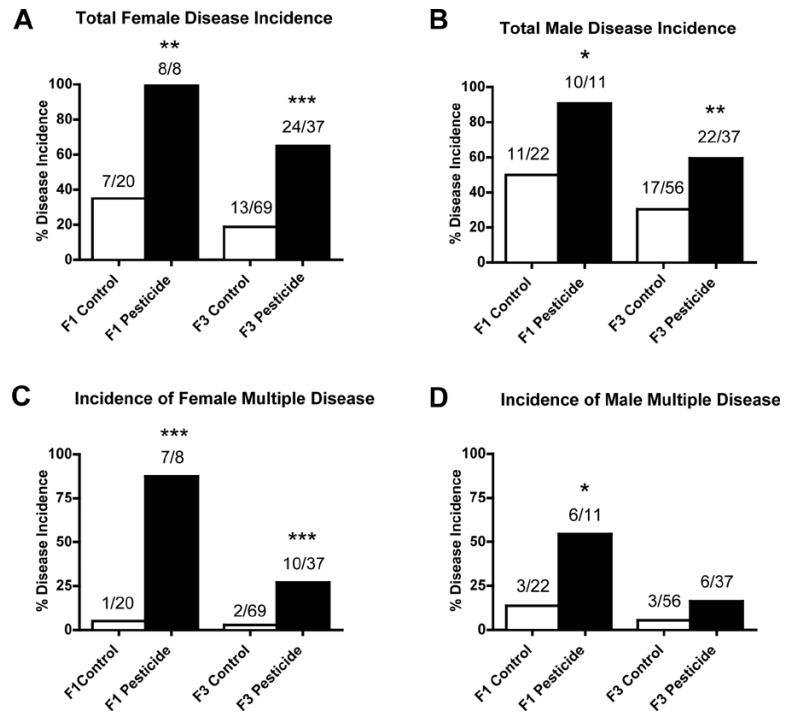 A
Total Female Disease Incidence
% Disease Incidence
100
80
60
40
20
0
7/20
**
8/8
13/69
***
24/37
F1 Control
F1 Pesticide
F3 Control
F3 Pesticide
B
Total Male Disease Incidence
% Disease Incidence
100
80
60
40
20
0
11/22
*
10/11
17/56
**
22/37
F1 Control
F1 Pesticide
F3 Control
F3 Pesticide
C
Incidence of Female Multiple Disease
% Disease Incidence
100
75
50
25
0
1/20
***
7/8
2/69
***
10/37
F1Control
F1 Pesticide
F3 Control
F3 Pesticide
D
Incidence of Male Multiple Disease
% Disease Incidence
100
75
50
25
0
3/22
*
6/11
3/56
6/37
F1 Control
F1 Pesticide
F3 Control
F3 Pesticide